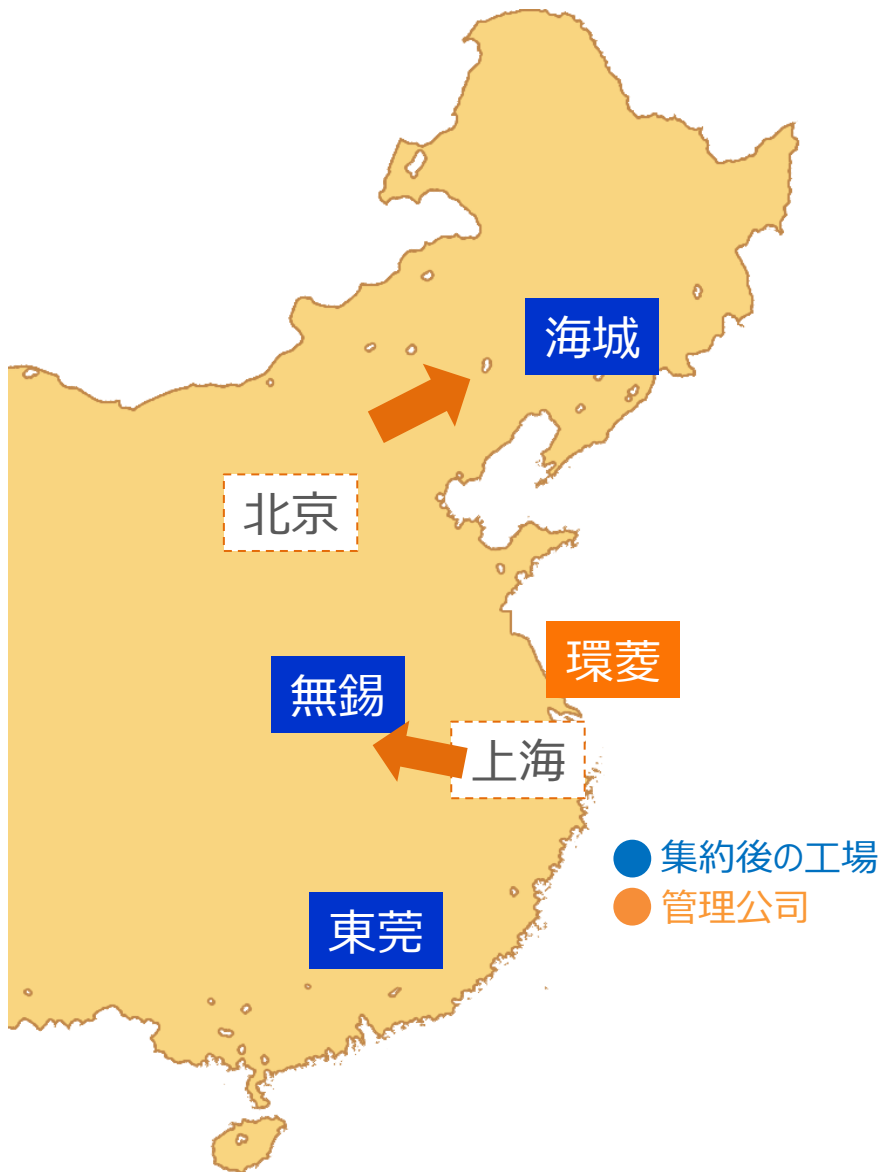 海城
北京
環菱
無錫
上海
集約後の工場
管理公司
東莞